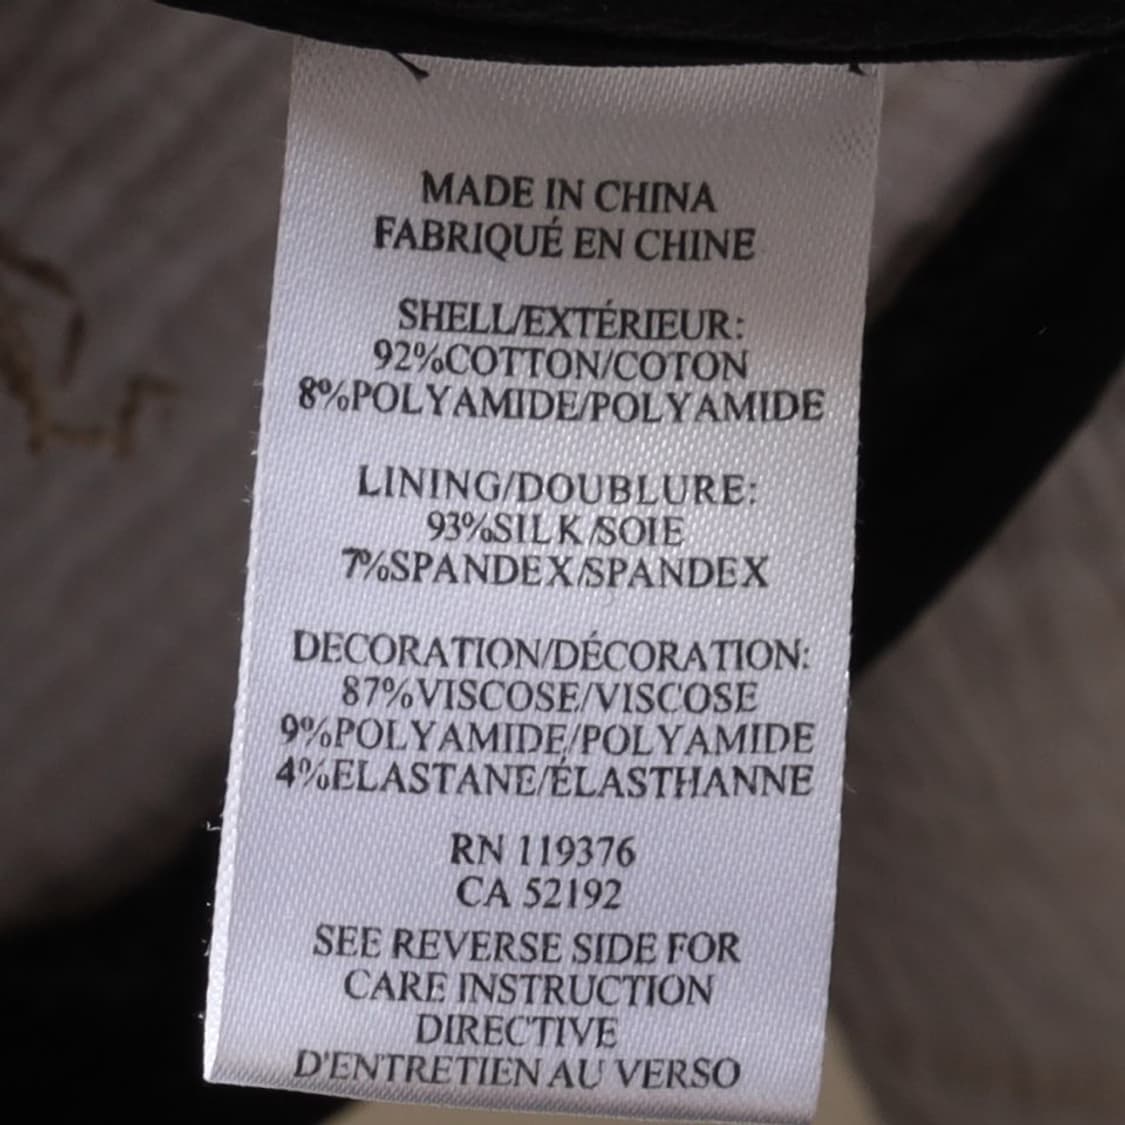 MADE IN CHINA
FABRIQUÉ EN CHINE
SHELL/EXTÉRIEUR:
92%COTTON/COTON
8%POLYAMIDE/POLYAMIDE
LINING/DOUBLURE:
93%SILK/SOIE
7%SPANDEX/SPANDEX
DECORATION/DÉCORATION:
87%VISCOSE/VISCOSE
9%POLYAMIDE/POLYAMIDE
4%ELASTANE/ÉLASTHANNE
RN 119376
CA 52192
SEE REVERSE SIDE FOR
CARE INSTRUCTION
DIRECTIVE
D'ENTRETIEN AU VERSO